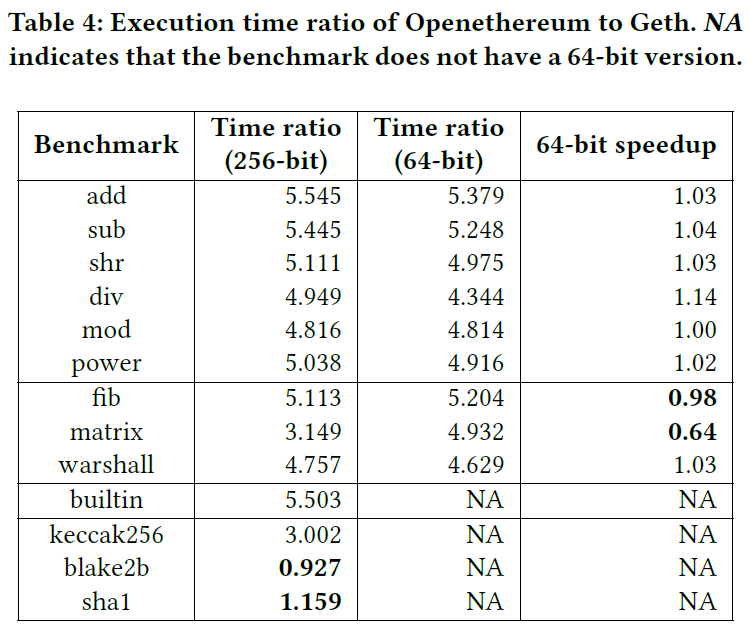 Table 4: Execution time ratio of Openethereum to Geth. NA
indicates that the benchmark does not have a 64-bit version.
Benchmark Time ratio (256-bit) Time ratio (64-bit) 64-bit speedup
add 5.545 5.379 1.03
sub 5.445 5.248 1.04
shr 5.111 4.975 1.03
div 4.949 4.344 1.14
mod 4.816 4.814 1.00
power 5.038 4.916 1.02
fib 5.113 5.204 0.98
matrix 3.149 4.932 0.64
warshall 4.757 4.629 1.03
builtin 5.503 NA NA
keccak256 3.002 NA NA
blake2b 0.927 NA NA
sha1 1.159 NA NA